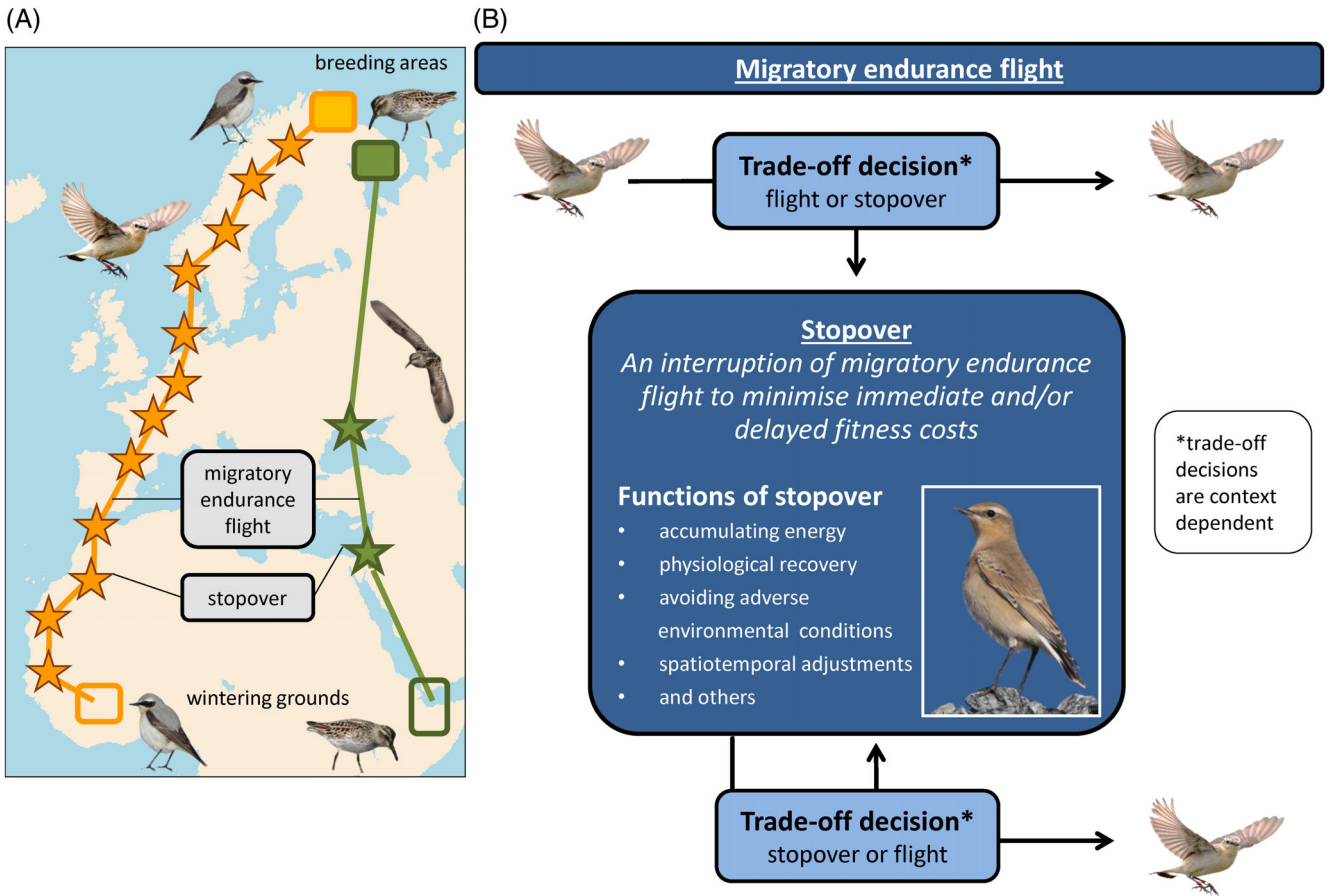 (A)
breeding areas
migratory
endurance
flight
stopover
wintering grounds
(B)
Migratory endurance flight
Trade-off decision*
flight or stopover
Stopover
An interruption of migratory endurance
flight to minimise immediate and/or
delayed fitness costs
Functions of stopover
• accumulating energy
• physiological recovery
• avoiding adverse
environmental conditions
• spatiotemporal adjustments
• and others
*trade-off
decisions
are context
dependent
Trade-off decision*
stopover or flight